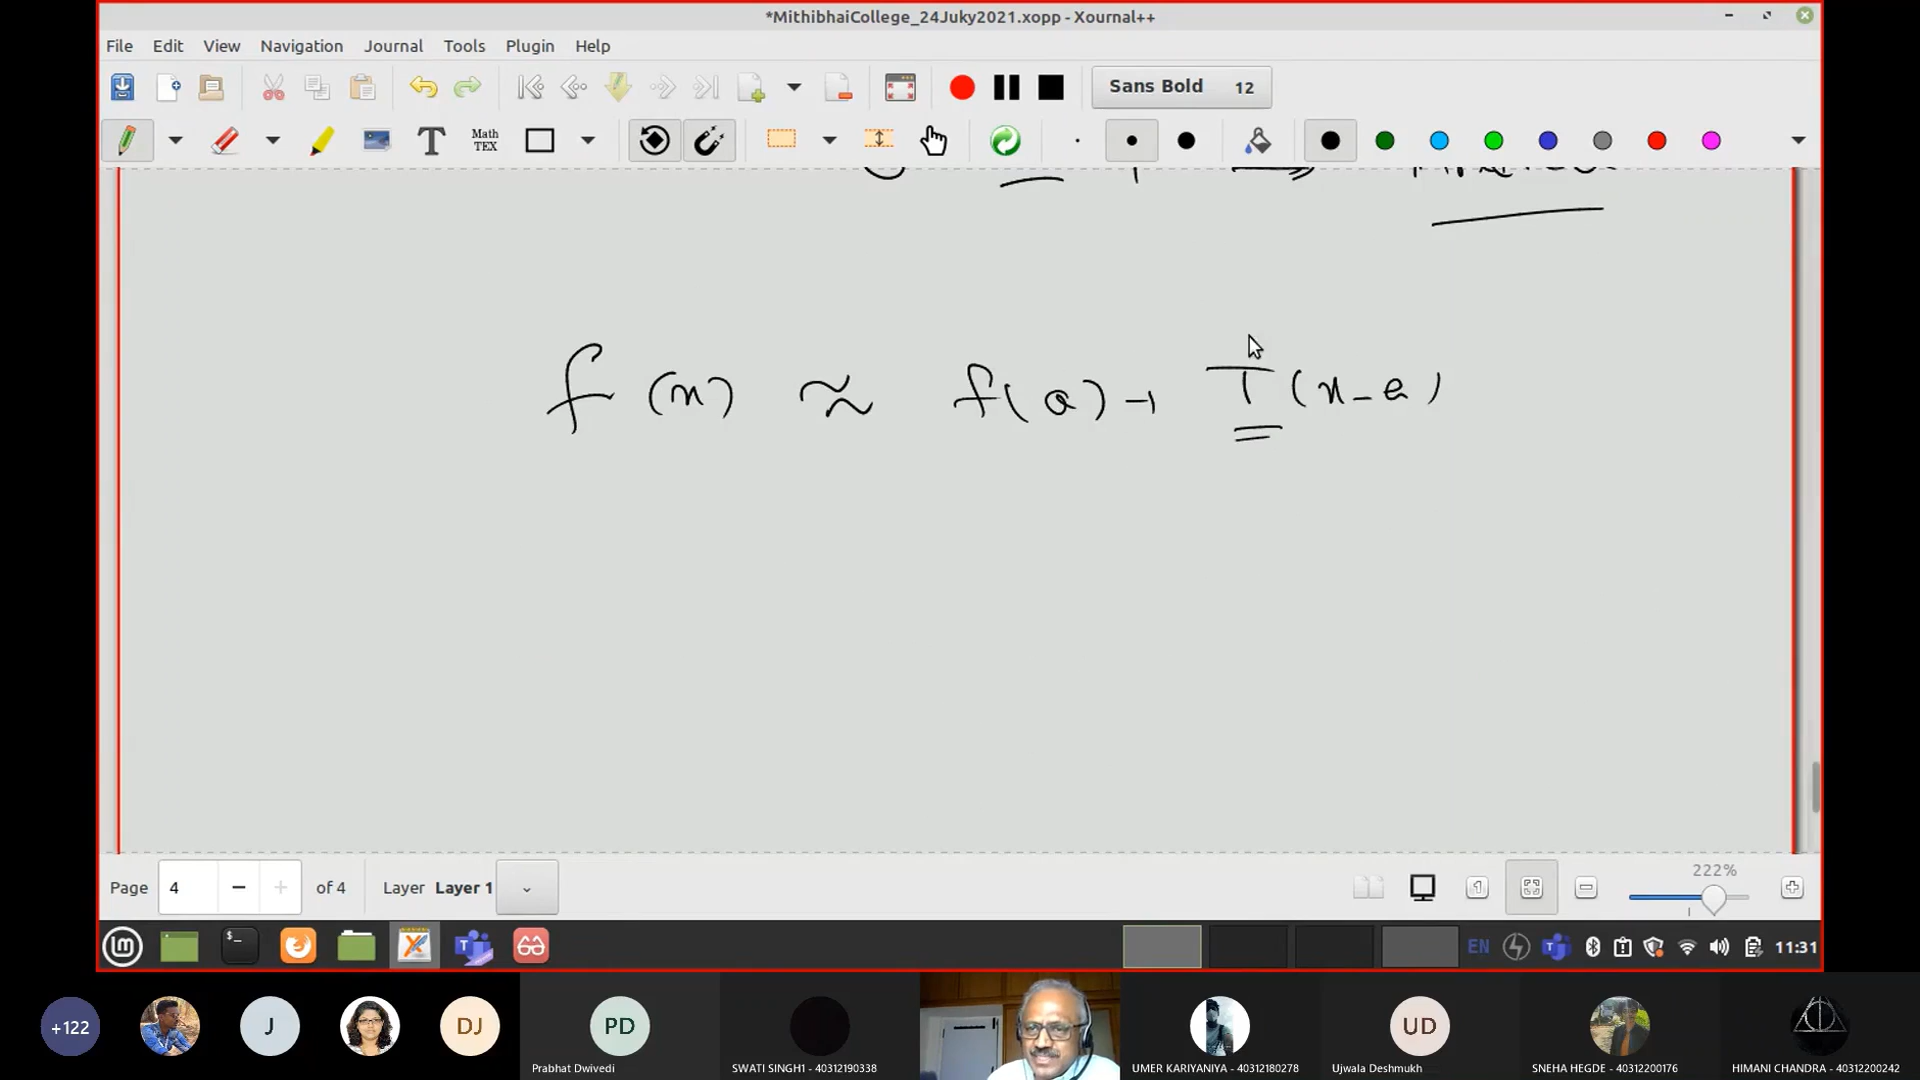 *MithibhaiCollege_24Juky2021.xopp - Xournal++
File Edit View Navigation Journal Tools Plugin Help
Sans Bold 12
T Math TEX
f(x) ≈ f(a) + T(x-a)
Page 4 of 4 Layer Layer 1 222%
EN 11:31
+122 J DJ PD UD
Prabhat Dwivedi SWATI SINGH1 - 40312190338 UMER KARIYANIYA - 40312180278 Ujwala Deshmukh SNEHA HEGDE - 40312200176 HIMANI CHANDRA - 40312200242